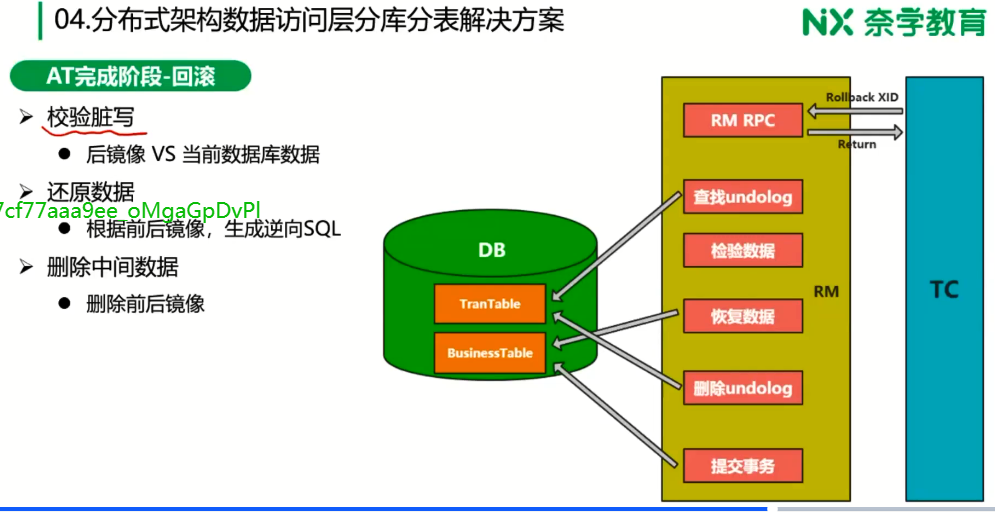 04.分布式架构数据访问层分库分表解决方案
NX 奈学教育
AT完成阶段-回滚
校验脏写
后镜像 VS 当前数据库数据
还原数据
7cf77aaa9ee_oMgaGpDvPl
根据前后镜像，生成逆向SQL
删除中间数据
删除前后镜像
DB
TranTable
BusinessTable
RM RPC
查找undolog
检验数据
恢复数据
删除undolog
提交事务
RM
Rollback XID
Return
TC